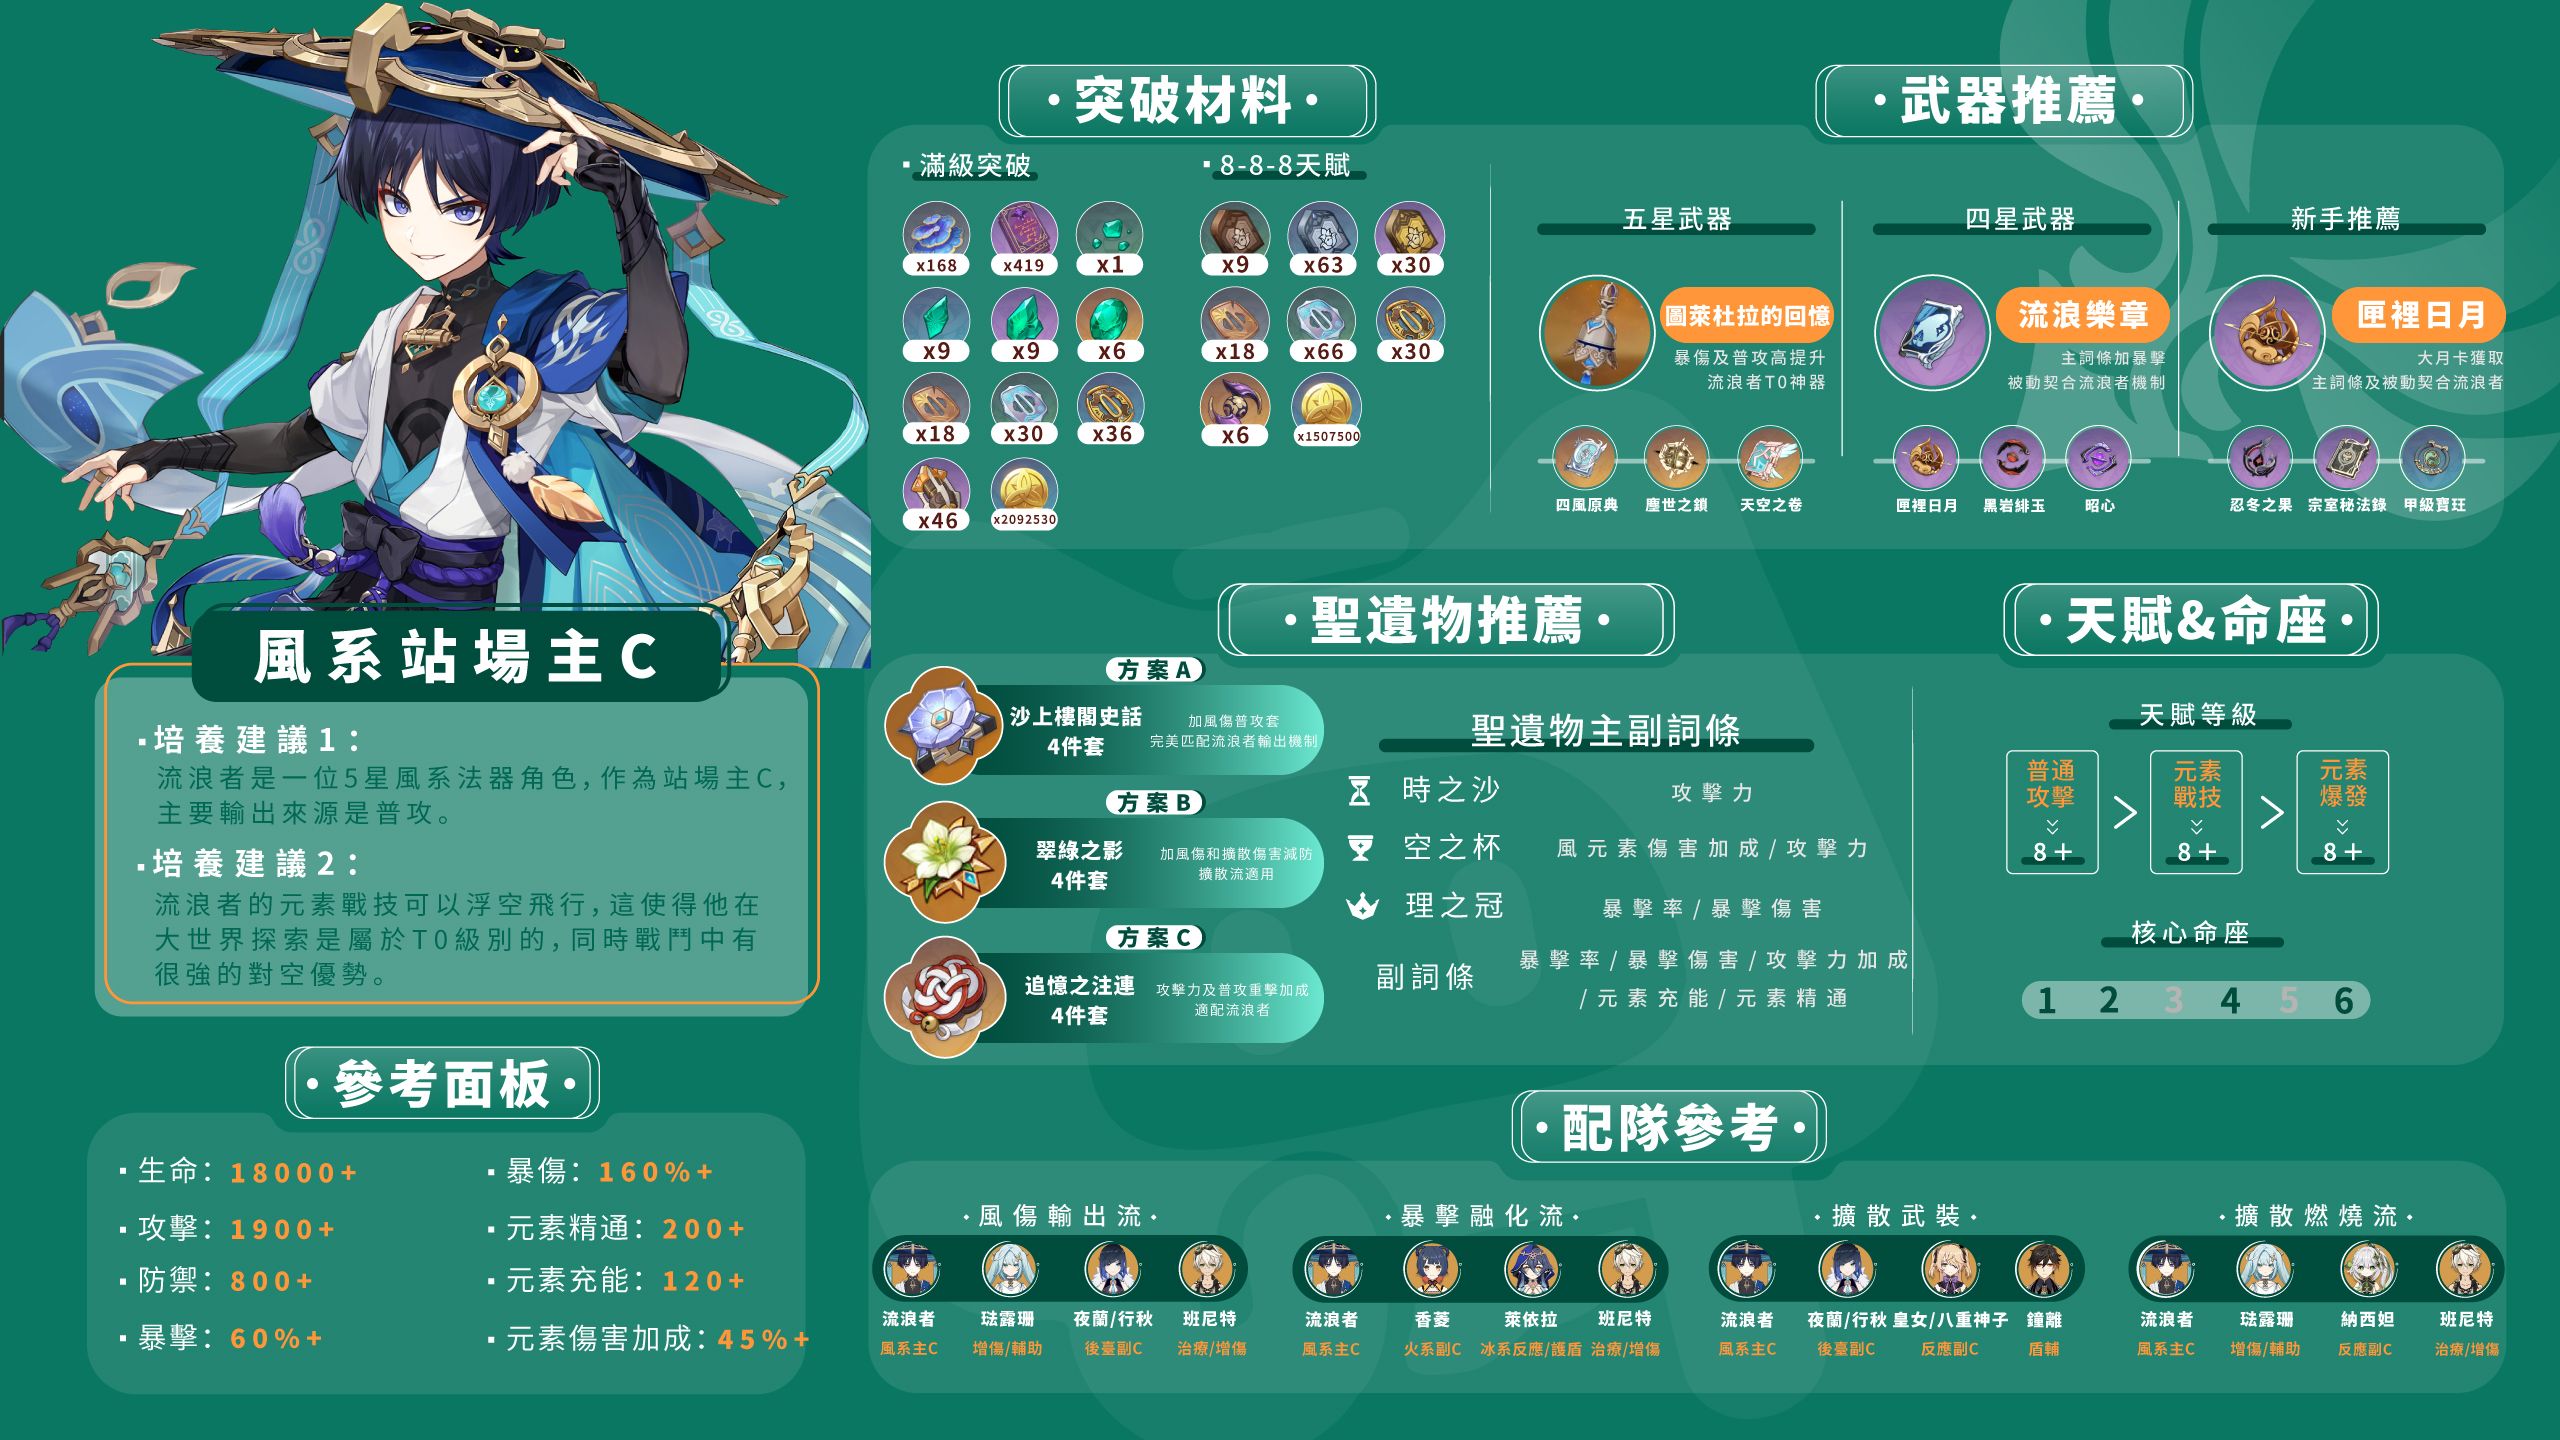 風系站場主C
·培養建議1：
流浪者是一位5星風系法器角色,作為站場主C,
主要輸出來源是普攻。
·培養建議2：
流浪者的元素戰技可以浮空飛行,這使得他在
大世界探索是屬於T0級別的,同時戰鬥中有
很強的對空優勢。
·參考面板·
·生命：18000+
·攻擊：1900+
·防禦：800+
·暴擊：60%+
·暴傷：160%+
·元素精通：200+
·元素充能：120+
·元素傷害加成：45%+
·突破材料·
·滿級突破
x168 x419 x1
x9 x9 x6
x18 x30 x36
x46 x2092530
·8-8-8天賦
x9 x63 x30
x18 x66 x30
x6 x1507500
·武器推薦·
五星武器
圖萊杜拉的回憶
暴傷及普攻高提升
流浪者T0神器
四風原典 塵世之鎖 天空之卷
四星武器
流浪樂章
主詞條加暴擊
被動契合流浪者機制
匣裡日月 黑岩緋玉 昭心
新手推薦
匣裡日月
大月卡獲取
主詞條及被動契合流浪者
忍冬之果 宗室秘法錄 甲級寶玨
·聖遺物推薦·
方案A
沙上樓閣史話
4件套
加風傷普攻套
完美匹配流浪者輸出機制
方案B
翠綠之影
4件套
加風傷和擴散傷害減防
擴散流適用
方案C
追憶之注連
4件套
攻擊力及普攻重擊加成
適配流浪者
聖遺物主副詞條
時之沙 攻擊力
空之杯 風元素傷害加成/攻擊力
理之冠 暴擊率/暴擊傷害
副詞條 暴擊率/暴擊傷害/攻擊力加成
/元素充能/元素精通
·天賦&命座·
天賦等級
普通
攻擊
8+
>
元素
戰技
8+
>
元素
爆發
8+
核心命座
1 2 3 4 5 6
·配隊參考·
·風傷輸出流·
流浪者 琺露珊 夜蘭/行秋 班尼特
風系主C 增傷/輔助 後臺副C 治療/增傷
·暴擊融化流·
流浪者 香菱 萊依拉 班尼特
風系主C 火系副C 冰系反應/護盾 治療/增傷
·擴散武裝·
流浪者 夜蘭/行秋 皇女/八重神子 鐘離
風系主C 後臺副C 反應副C 盾輔
·擴散燃燒流·
流浪者 琺露珊 納西妲 班尼特
風系主C 增傷/輔助 反應副C 治療/增傷